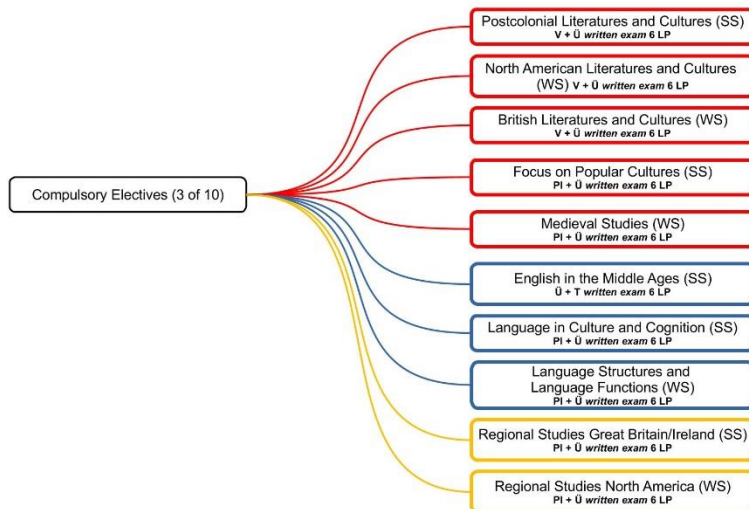 Compulsory Electives (3 of 10)
Postcolonial Literatures and Cultures (SS)
V + Ü written exam 6 LP
North American Literatures and Cultures
(WS) V + Ü written exam 6 LP
British Literatures and Cultures (WS)
V + Ü written exam 6 LP
Focus on Popular Cultures (SS)
PI + Ü written exam 6 LP
Medieval Studies (WS)
PI + Ü written exam 6 LP
English in the Middle Ages (SS)
Ü + T written exam 6 LP
Language in Culture and Cognition (SS)
PI + Ü written exam 6 LP
Language Structures and
Language Functions (WS)
PI + Ü written exam 6 LP
Regional Studies Great Britain/Ireland (SS)
PI + Ü written exam 6 LP
Regional Studies North America (WS)
PI + Ü written exam 6 LP